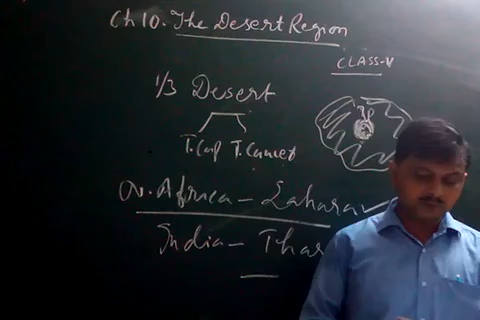 Ch 10. The Desert Region
CLASS-V
1/3 Desert
T. Cap T. Cancer
N. Africa - Sahara
India - Thar